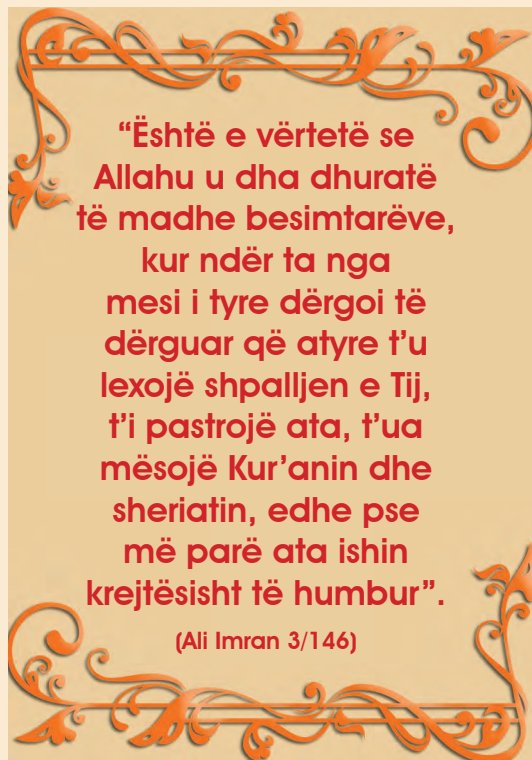 “Është e vërtetë se
Allahu u dha dhuratë
të madhe besimtarëve,
kur ndër ta nga
mesi i tyre dërgoi të
dërguar që atyre t’u
lexojë shpalljen e Tij,
t’i pastrojë ata, t’ua
mësojë Kur’anin dhe
sheriatin, edhe pse
më parë ata ishin
krejtësisht të humbur”.
(Ali Imran 3/146)